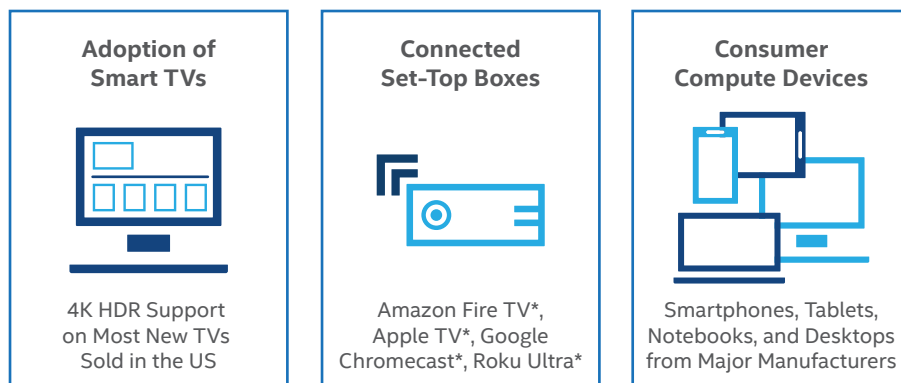 Adoption of
Smart TVs
4K HDR Support
on Most New TVs
Sold in the US
Connected
Set-Top Boxes
Amazon Fire TV*,
Apple TV*, Google
Chromecast*, Roku Ultra*
Consumer
Compute Devices
Smartphones, Tablets,
Notebooks, and Desktops
from Major Manufacturers